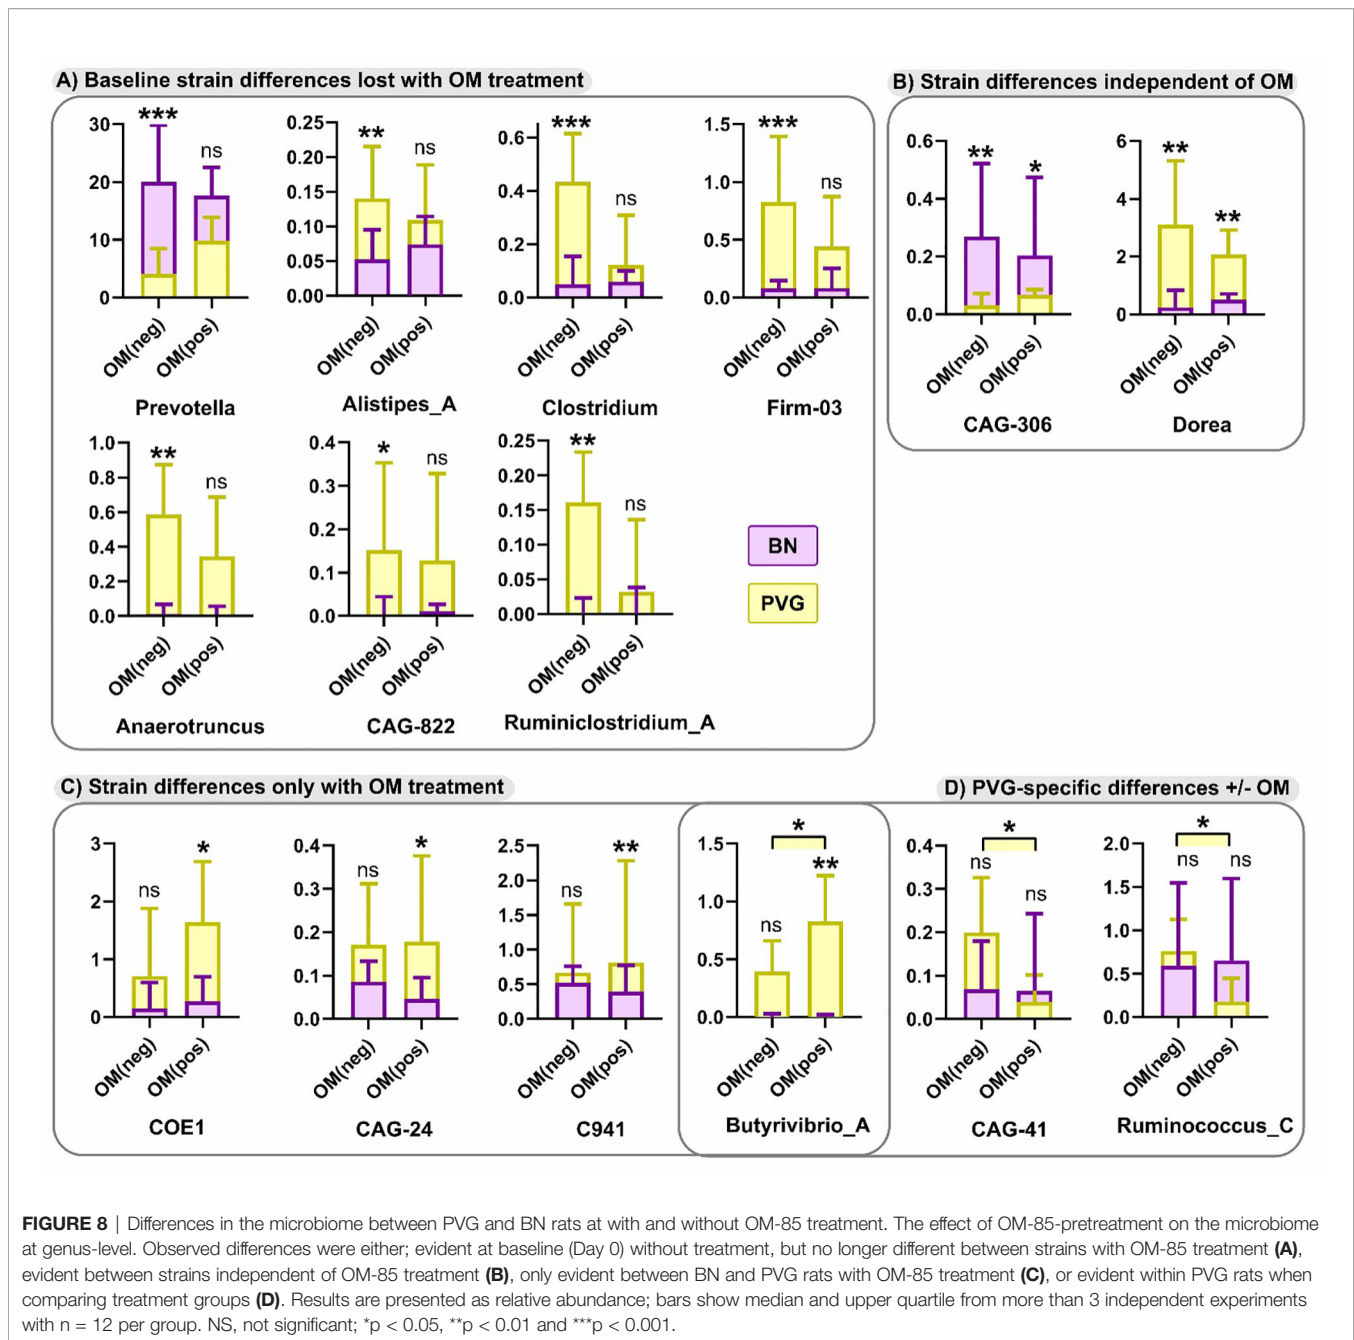 A) Baseline strain differences lost with OM treatment
B) Strain differences independent of OM
*** ns
30
20
10
0
OM(neg) OM(pos)
Prevotella
** ns
0.25
0.20
0.15
0.10
0.05
0.00
OM(neg) OM(pos)
Alistipes_A
*** ns
0.6
0.4
0.2
0.0
OM(neg) OM(pos)
Clostridium
*** ns
1.5
1.0
0.5
0.0
OM(neg) OM(pos)
Firm-03
** *
0.6
0.4
0.2
0.0
OM(neg) OM(pos)
CAG-306
** **
6
4
2
0
OM(neg) OM(pos)
Dorea
** ns
1.0
0.8
0.6
0.4
0.2
0.0
OM(neg) OM(pos)
Anaerotruncus
* ns
0.4
0.3
0.2
0.1
0.0
OM(neg) OM(pos)
CAG-822
** ns
0.25
0.20
0.15
0.10
0.05
0.00
OM(neg) OM(pos)
Ruminiclostridium_A
BN
PVG
C) Strain differences only with OM treatment
D) PVG-specific differences +/- OM
ns *
3
2
1
0
OM(neg) OM(pos)
COE1
ns *
0.4
0.3
0.2
0.1
0.0
OM(neg) OM(pos)
CAG-24
ns **
2.5
2.0
1.5
1.0
0.5
0.0
OM(neg) OM(pos)
C941
*
ns **
1.5
1.0
0.5
0.0
OM(neg) OM(pos)
Butyrivibrio_A
*
ns ns
0.4
0.3
0.2
0.1
0.0
OM(neg) OM(pos)
CAG-41
*
ns ns
2.0
1.5
1.0
0.5
0.0
OM(neg) OM(pos)
Ruminococcus_C
FIGURE 8 | Differences in the microbiome between PVG and BN rats at with and without OM-85 treatment. The effect of OM-85-pretreatment on the microbiome
at genus-level. Observed differences were either; evident at baseline (Day 0) without treatment, but no longer different between strains with OM-85 treatment (A),
evident between strains independent of OM-85 treatment (B), only evident between BN and PVG rats with OM-85 treatment (C), or evident within PVG rats when
comparing treatment groups (D). Results are presented as relative abundance; bars show median and upper quartile from more than 3 independent experiments
with n = 12 per group. NS, not significant; *p < 0.05, **p < 0.01 and ***p < 0.001.